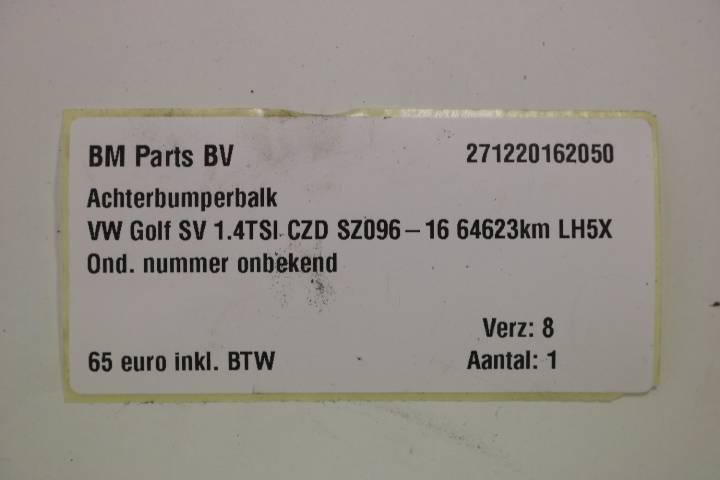 BM Parts BV 271220162050
Achterbumperbalk
VW Golf SV 1.4TSI CZD SZ096-16 64623km LH5X
Ond. nummer onbekend
Verz: 8
65 euro inkl. BTW Aantal: 1